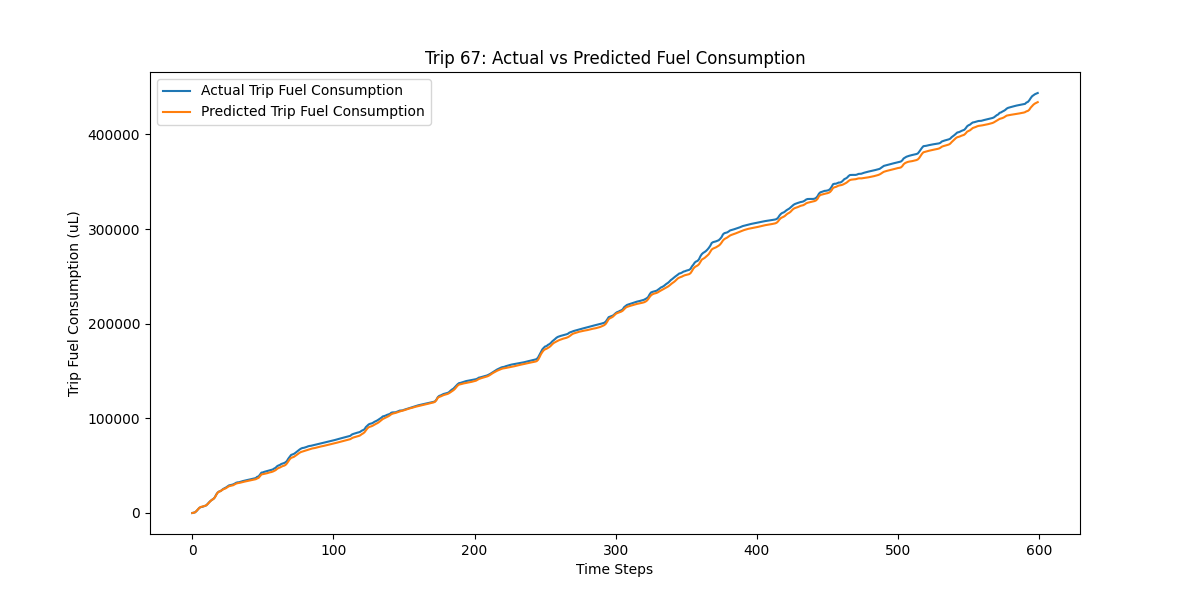 Trip 67: Actual vs Predicted Fuel Consumption
Actual Trip Fuel Consumption
Predicted Trip Fuel Consumption
Trip Fuel Consumption (uL)
400000
300000
200000
100000
0
0 100 200 300 400 500 600
Time Steps